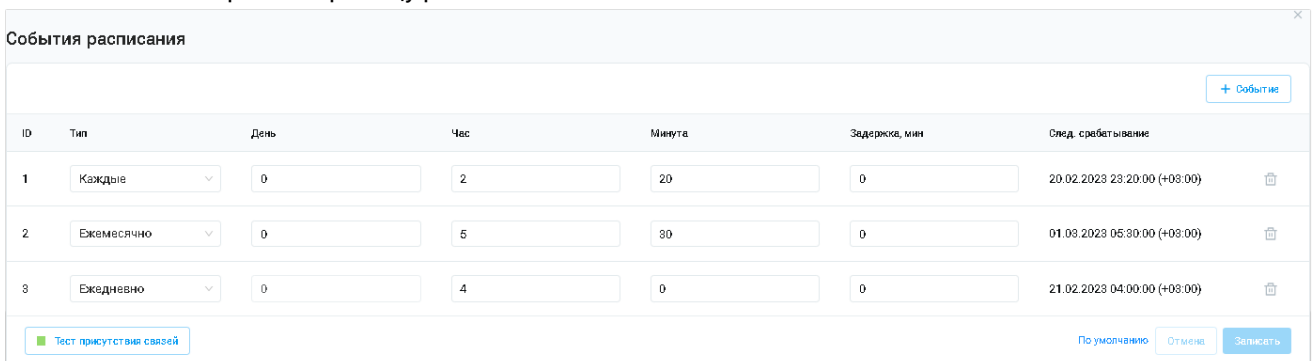 События расписания
+ Событие
ID Тип День Час Минута Задержка, мин След. срабатывание
1 Каждые 0 2 20 0 20.02.2023 23:20:00 (+03:00)
2 Ежемесячно 0 5 30 0 01.03.2023 05:30:00 (+03:00)
3 Ежедневно 0 4 0 0 21.02.2023 04:00:00 (+03:00)
Тест присутствия связей По умолчанию Отмена Записать